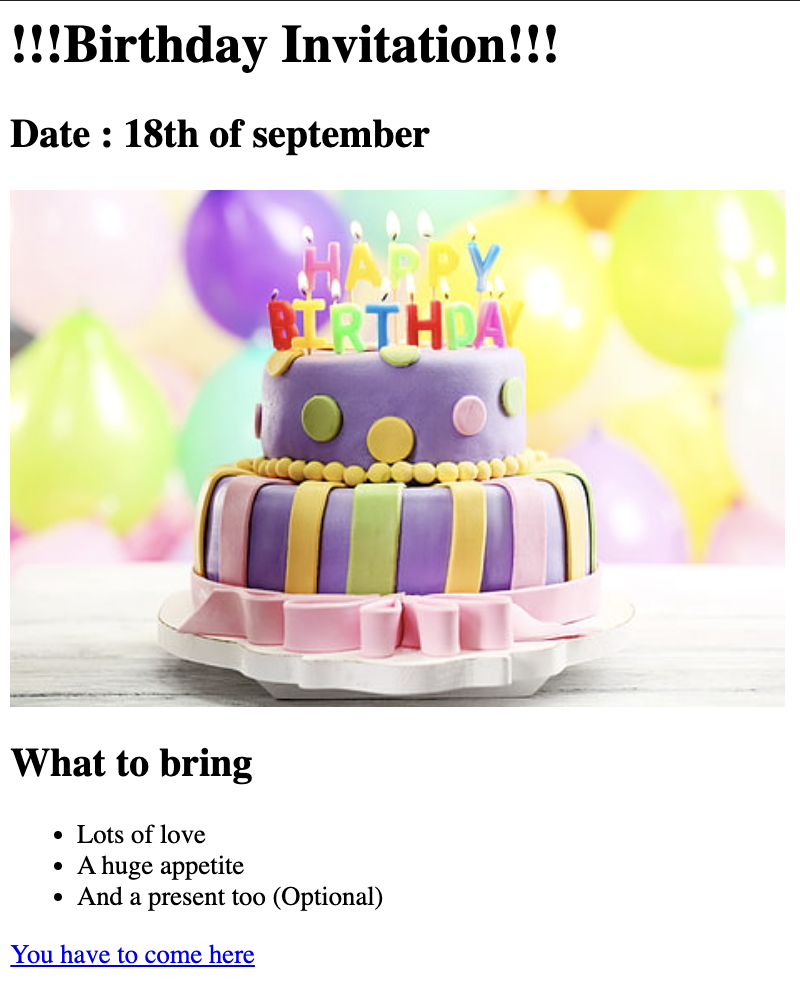 !!!Birthday Invitation!!!
Date : 18th of september
HAPPY
BIRTHDAY
What to bring
Lots of love
A huge appetite
And a present too (Optional)
You have to come here